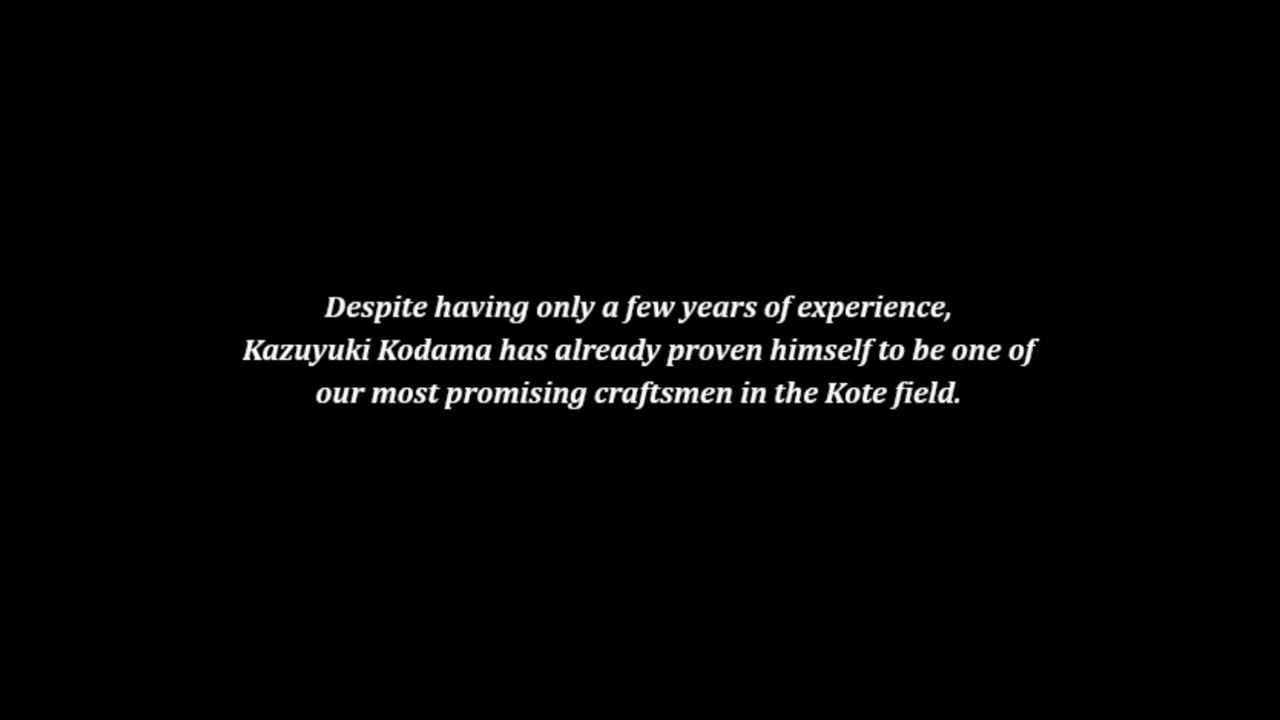 Despite having only a few years of experience,
Kazuyuki Kodama has already proven himself to be one of
our most promising craftsmen in the Kote field.